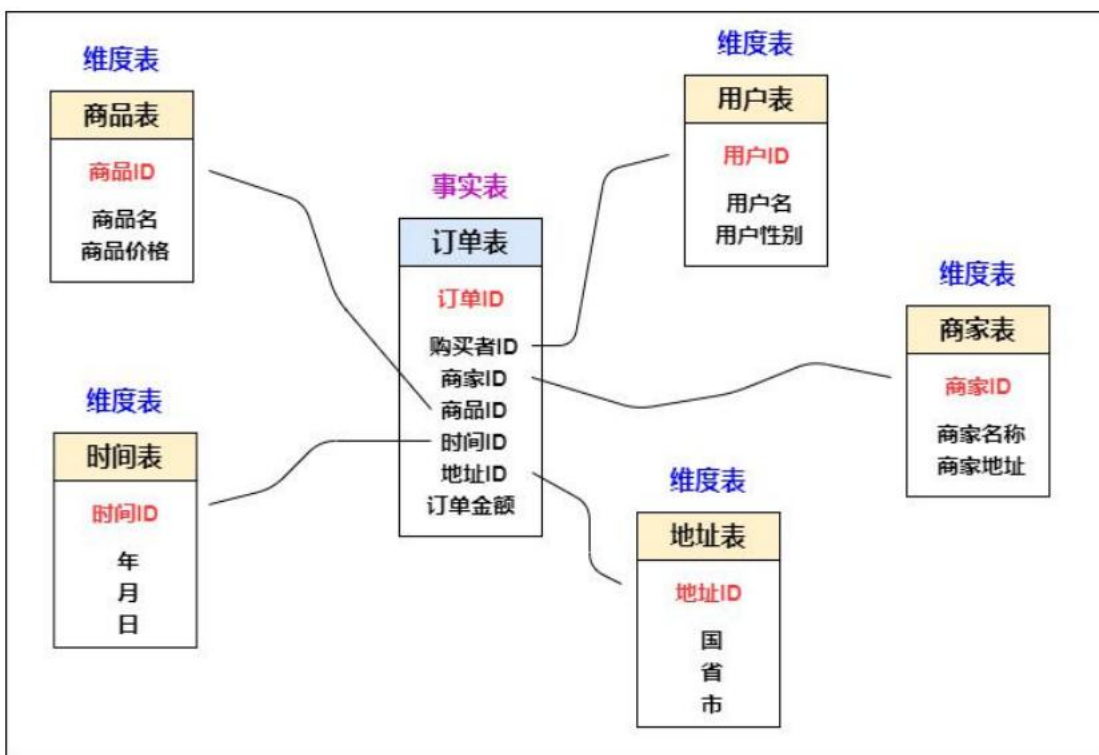 维度表
商品表
商品ID
商品名
商品价格
维度表
用户表
用户ID
用户名
用户性别
事实表
订单表
订单ID
购买者ID
商家ID
商品ID
时间ID
地址ID
订单金额
维度表
商家表
商家ID
商家名称
商家地址
维度表
时间表
时间ID
年
月
日
维度表
地址表
地址ID
国
省
市